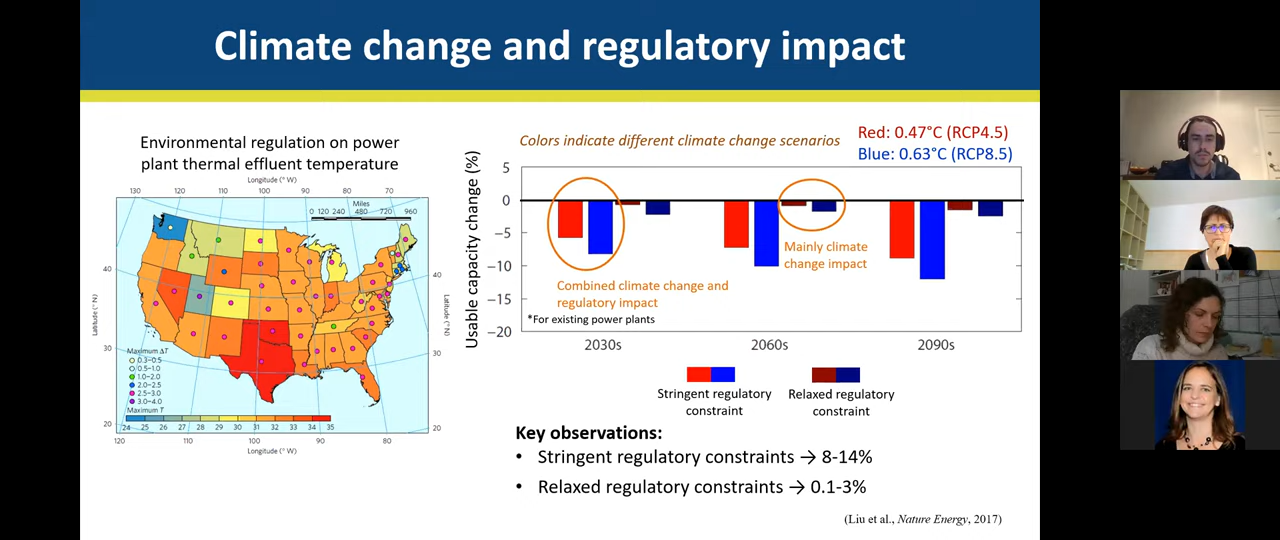 Climate change and regulatory impact
Environmental regulation on power
plant thermal effluent temperature
Longitude (° W)
130 120 110 100 90 80 70
Miles
0 120 240 480 720 960
40
30
20
Latitude (° N)
40
30
20
Latitude (° N)
Maximum ΔT
0.3–0.5
0.5–1.0
1.0–2.0
2.0–2.5
2.5–3.0
3.0–4.0
Maximum T
24 25 26 27 28 29 30 31 32 33 34 35
120 110 100 90 80
Longitude (° W)
Colors indicate different climate change scenarios
Red: 0.47°C (RCP4.5)
Blue: 0.63°C (RCP8.5)
Usable capacity change (%)
5
0
−5
−10
−15
−20
Combined climate change and
regulatory impact
Mainly climate
change impact
*For existing power plants
2030s 2060s 2090s
Stringent regulatory
constraint
Relaxed regulatory
constraint
Key observations:
• Stringent regulatory constraints → 8-14%
• Relaxed regulatory constraints → 0.1-3%
(Liu et al., Nature Energy, 2017)